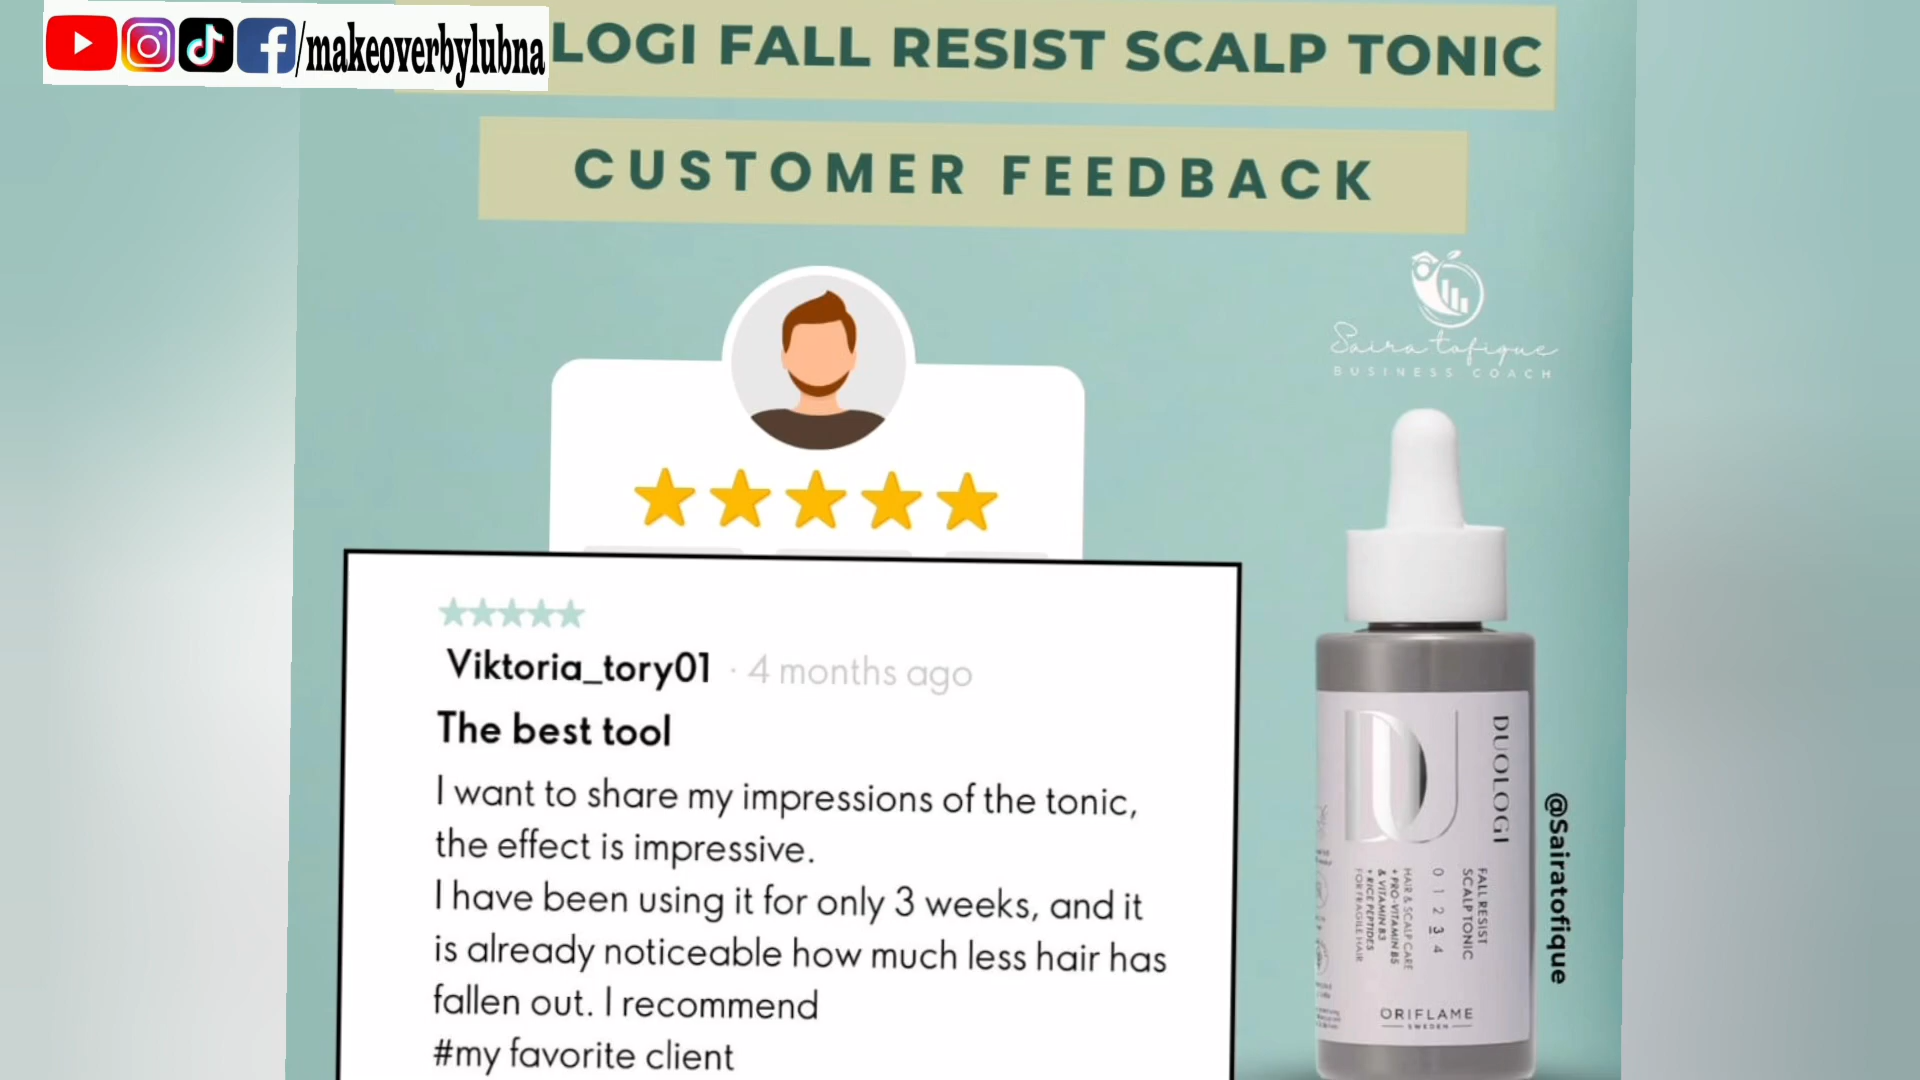 /makeoverbylubna
LOGI FALL RESIST SCALP TONIC
CUSTOMER FEEDBACK
Saira tofique
BUSINESS COACH
Viktoria_tory01 · 4 months ago
The best tool
I want to share my impressions of the tonic,
the effect is impressive.
I have been using it for only 3 weeks, and it
is already noticeable how much less hair has
fallen out. I recommend
#my favorite client
DU
DUOLOGI
FALL RESIST
SCALP TONIC
0 1 2 3 4
HAIR & SCALP CARE
+ PRO-VITAMIN B5
& VITAMIN B3
+ RICE PEPTIDES
FOR FRAGILE HAIR
ORIFLAME
SWEDEN
@Sairatofique